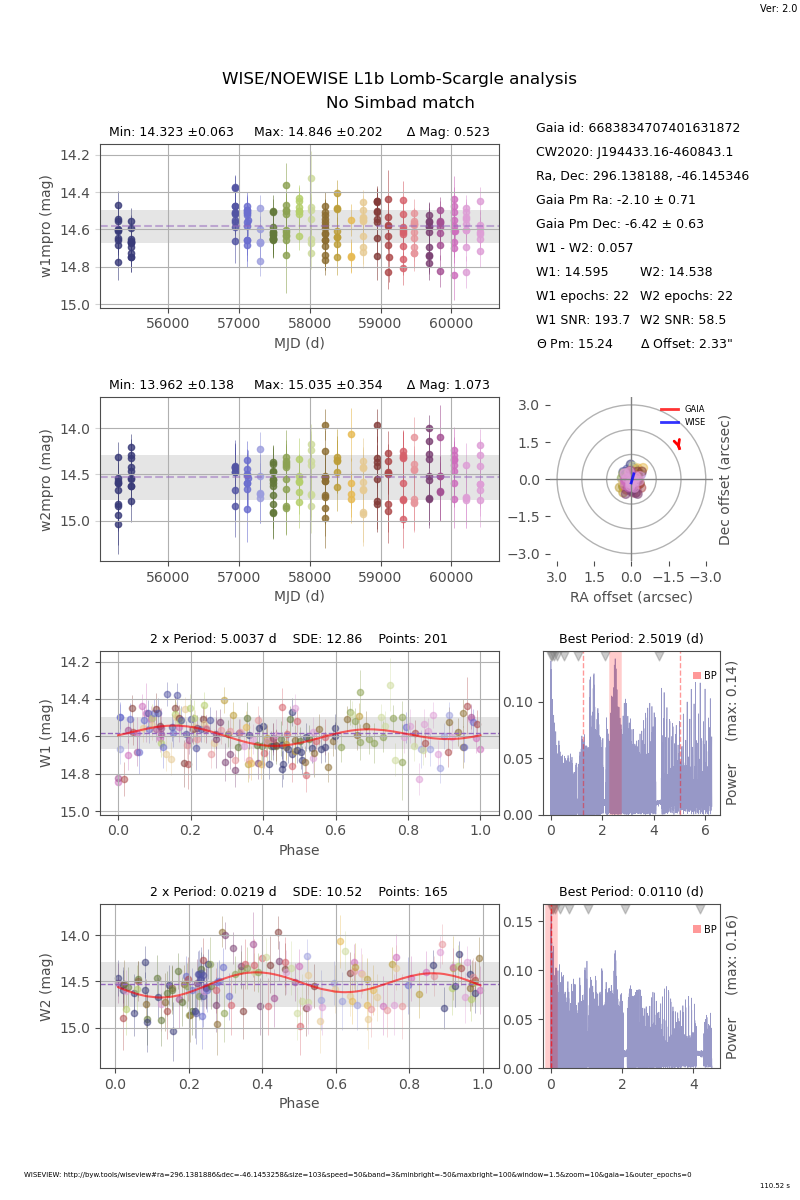 Ver: 2.0
WISE/NOEWISE L1b Lomb-Scargle analysis
No Simbad match
Min: 14.323 ±0.063 Max: 14.846 ±0.202 Δ Mag: 0.523
14.2
14.4
14.6
14.8
15.0
w1mpro (mag)
56000 57000 58000 59000 60000
MJD (d)
Gaia id: 6683834707401631872
CW2020: J194433.16-460843.1
Ra, Dec: 296.138188, -46.145346
Gaia Pm Ra: -2.10 ± 0.71
Gaia Pm Dec: -6.42 ± 0.63
W1 - W2: 0.057
W1: 14.595 W2: 14.538
W1 epochs: 22 W2 epochs: 22
W1 SNR: 193.7 W2 SNR: 58.5
Θ Pm: 15.24 Δ Offset: 2.33"
Min: 13.962 ±0.138 Max: 15.035 ±0.354 Δ Mag: 1.073
14.0
14.5
15.0
w2mpro (mag)
56000 57000 58000 59000 60000
MJD (d)
GAIA
WISE
3.0
1.5
0.0
−1.5
−3.0
3.0 1.5 0.0 −1.5 −3.0
RA offset (arcsec)
Dec offset (arcsec)
2 x Period: 5.0037 d SDE: 12.86 Points: 201
14.2
14.4
14.6
14.8
15.0
W1 (mag)
0.0 0.2 0.4 0.6 0.8 1.0
Phase
Best Period: 2.5019 (d)
BP
0.10
0.05
0.00
0 2 4 6
Power (max: 0.14)
2 x Period: 0.0219 d SDE: 10.52 Points: 165
14.0
14.5
15.0
W2 (mag)
0.0 0.2 0.4 0.6 0.8 1.0
Phase
Best Period: 0.0110 (d)
BP
0.15
0.10
0.05
0.00
0 2 4
Power (max: 0.16)
WISEVIEW: http://byw.tools/wiseview#ra=296.1381886&dec=-46.1453258&size=103&speed=50&band=3&minbright=-50&maxbright=100&window=1.5&zoom=10&gaia=1&outer_epochs=0
110.52 s